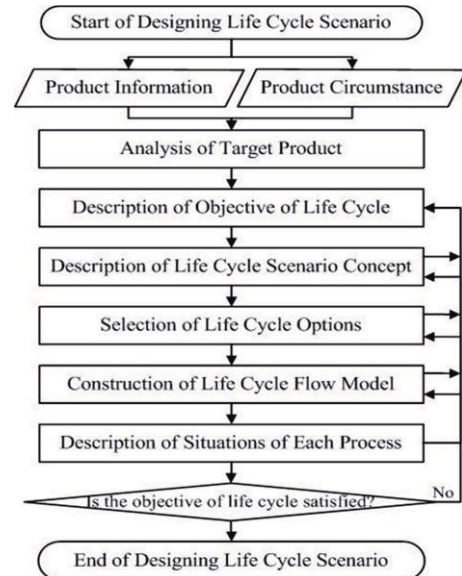 Start of Designing Life Cycle Scenario
Product Information
Product Circumstance
Analysis of Target Product
Description of Objective of Life Cycle
Description of Life Cycle Scenario Concept
Selection of Life Cycle Options
Construction of Life Cycle Flow Model
Description of Situations of Each Process
Is the objective of life cycle satisfied?
No
End of Designing Life Cycle Scenario